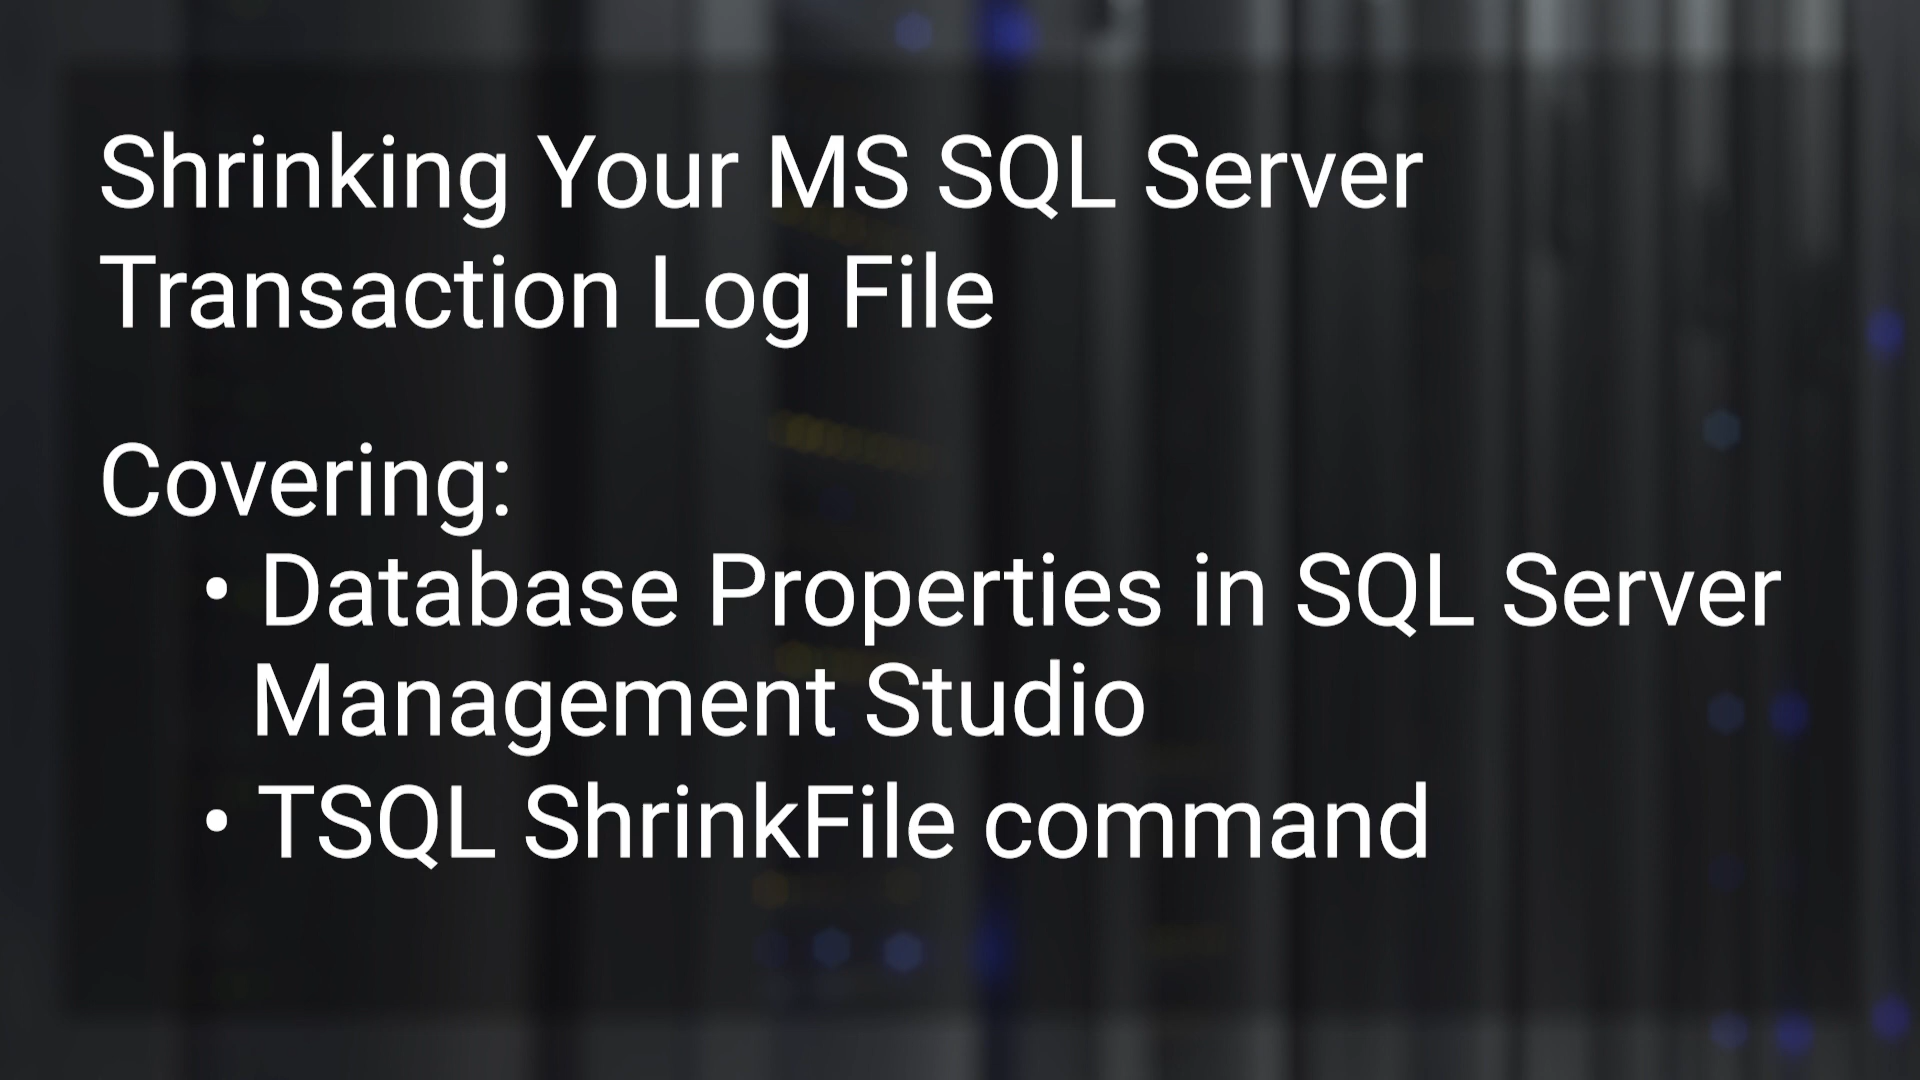 Shrinking Your MS SQL Server
Transaction Log File
Covering:
• Database Properties in SQL Server
Management Studio
• TSQL ShrinkFile command